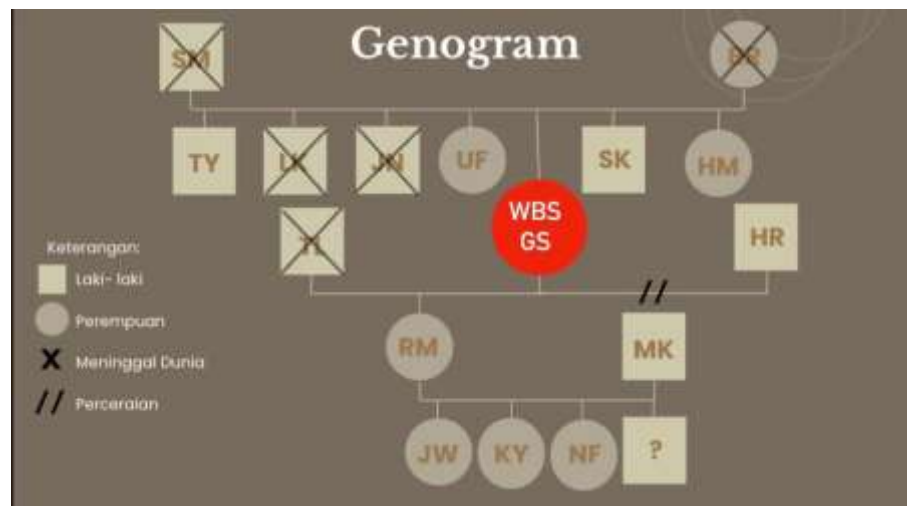 Genogram
SM
TY
UF
SK
HM
WBS
GS
HR
Keterangan:
Laki- laki
Perempuan
X Meninggal Dunia
// Perceraian
//
RM
MK
JW
KY
NF
?